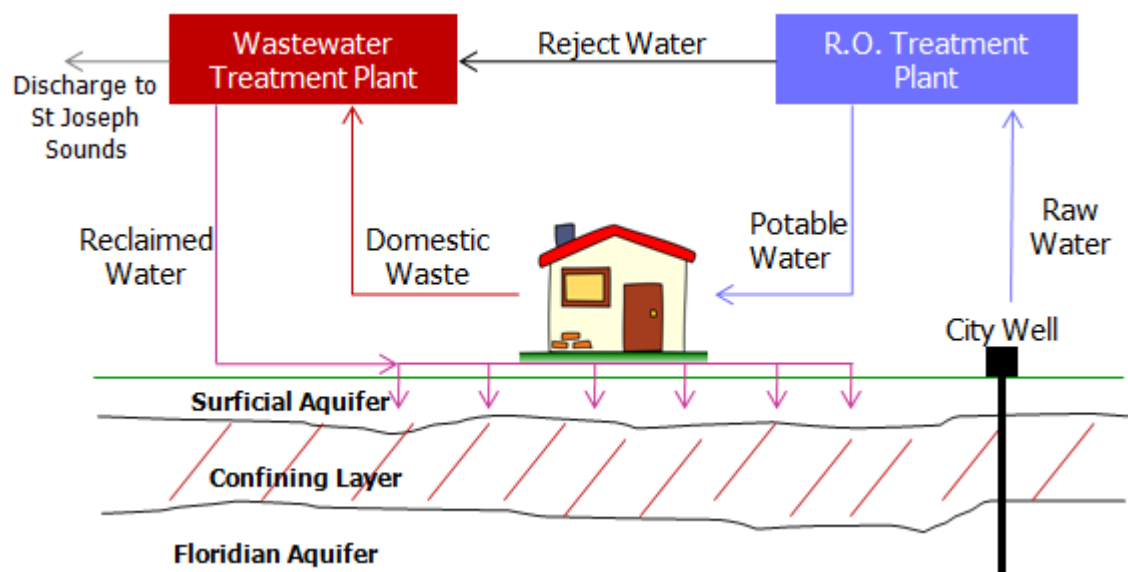 Wastewater
Treatment Plant
Reject Water
R.O. Treatment
Plant
Discharge to
St Joseph
Sounds
Reclaimed
Water
Domestic
Waste
Potable
Water
Raw
Water
City Well
Surficial Aquifer
Confining Layer
Floridian Aquifer